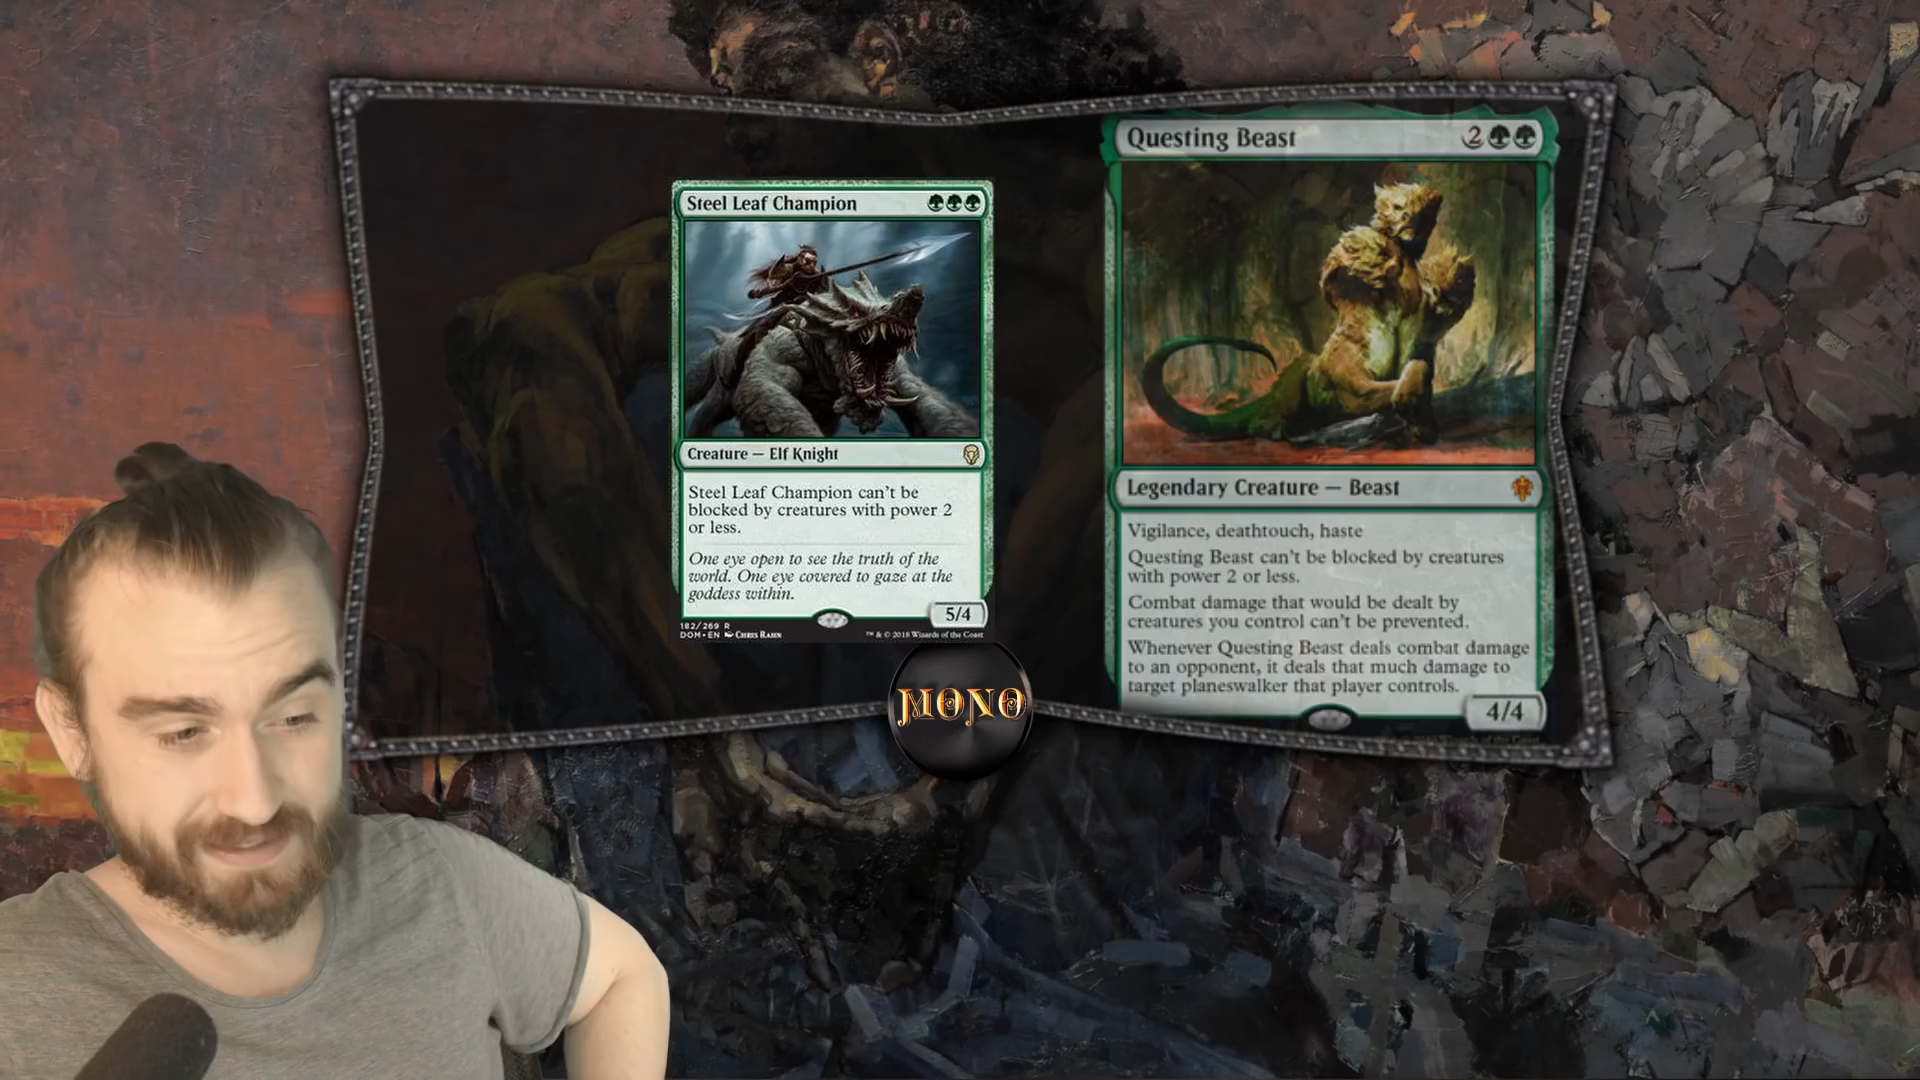 Steel Leaf Champion
Creature — Elf Knight
Steel Leaf Champion can't be
blocked by creatures with power 2
or less.
One eye open to see the truth of the
world. One eye covered to gaze at the
goddess within.
5/4
182/269 R
DOM • EN Chris Rahn
™ & © 2018 Wizards of the Coast
MONO
Questing Beast
2
Legendary Creature — Beast
Vigilance, deathtouch, haste
Questing Beast can't be blocked by creatures
with power 2 or less.
Combat damage that would be dealt by
creatures you control can't be prevented.
Whenever Questing Beast deals combat damage
to an opponent, it deals that much damage to
target planeswalker that player controls.
4/4